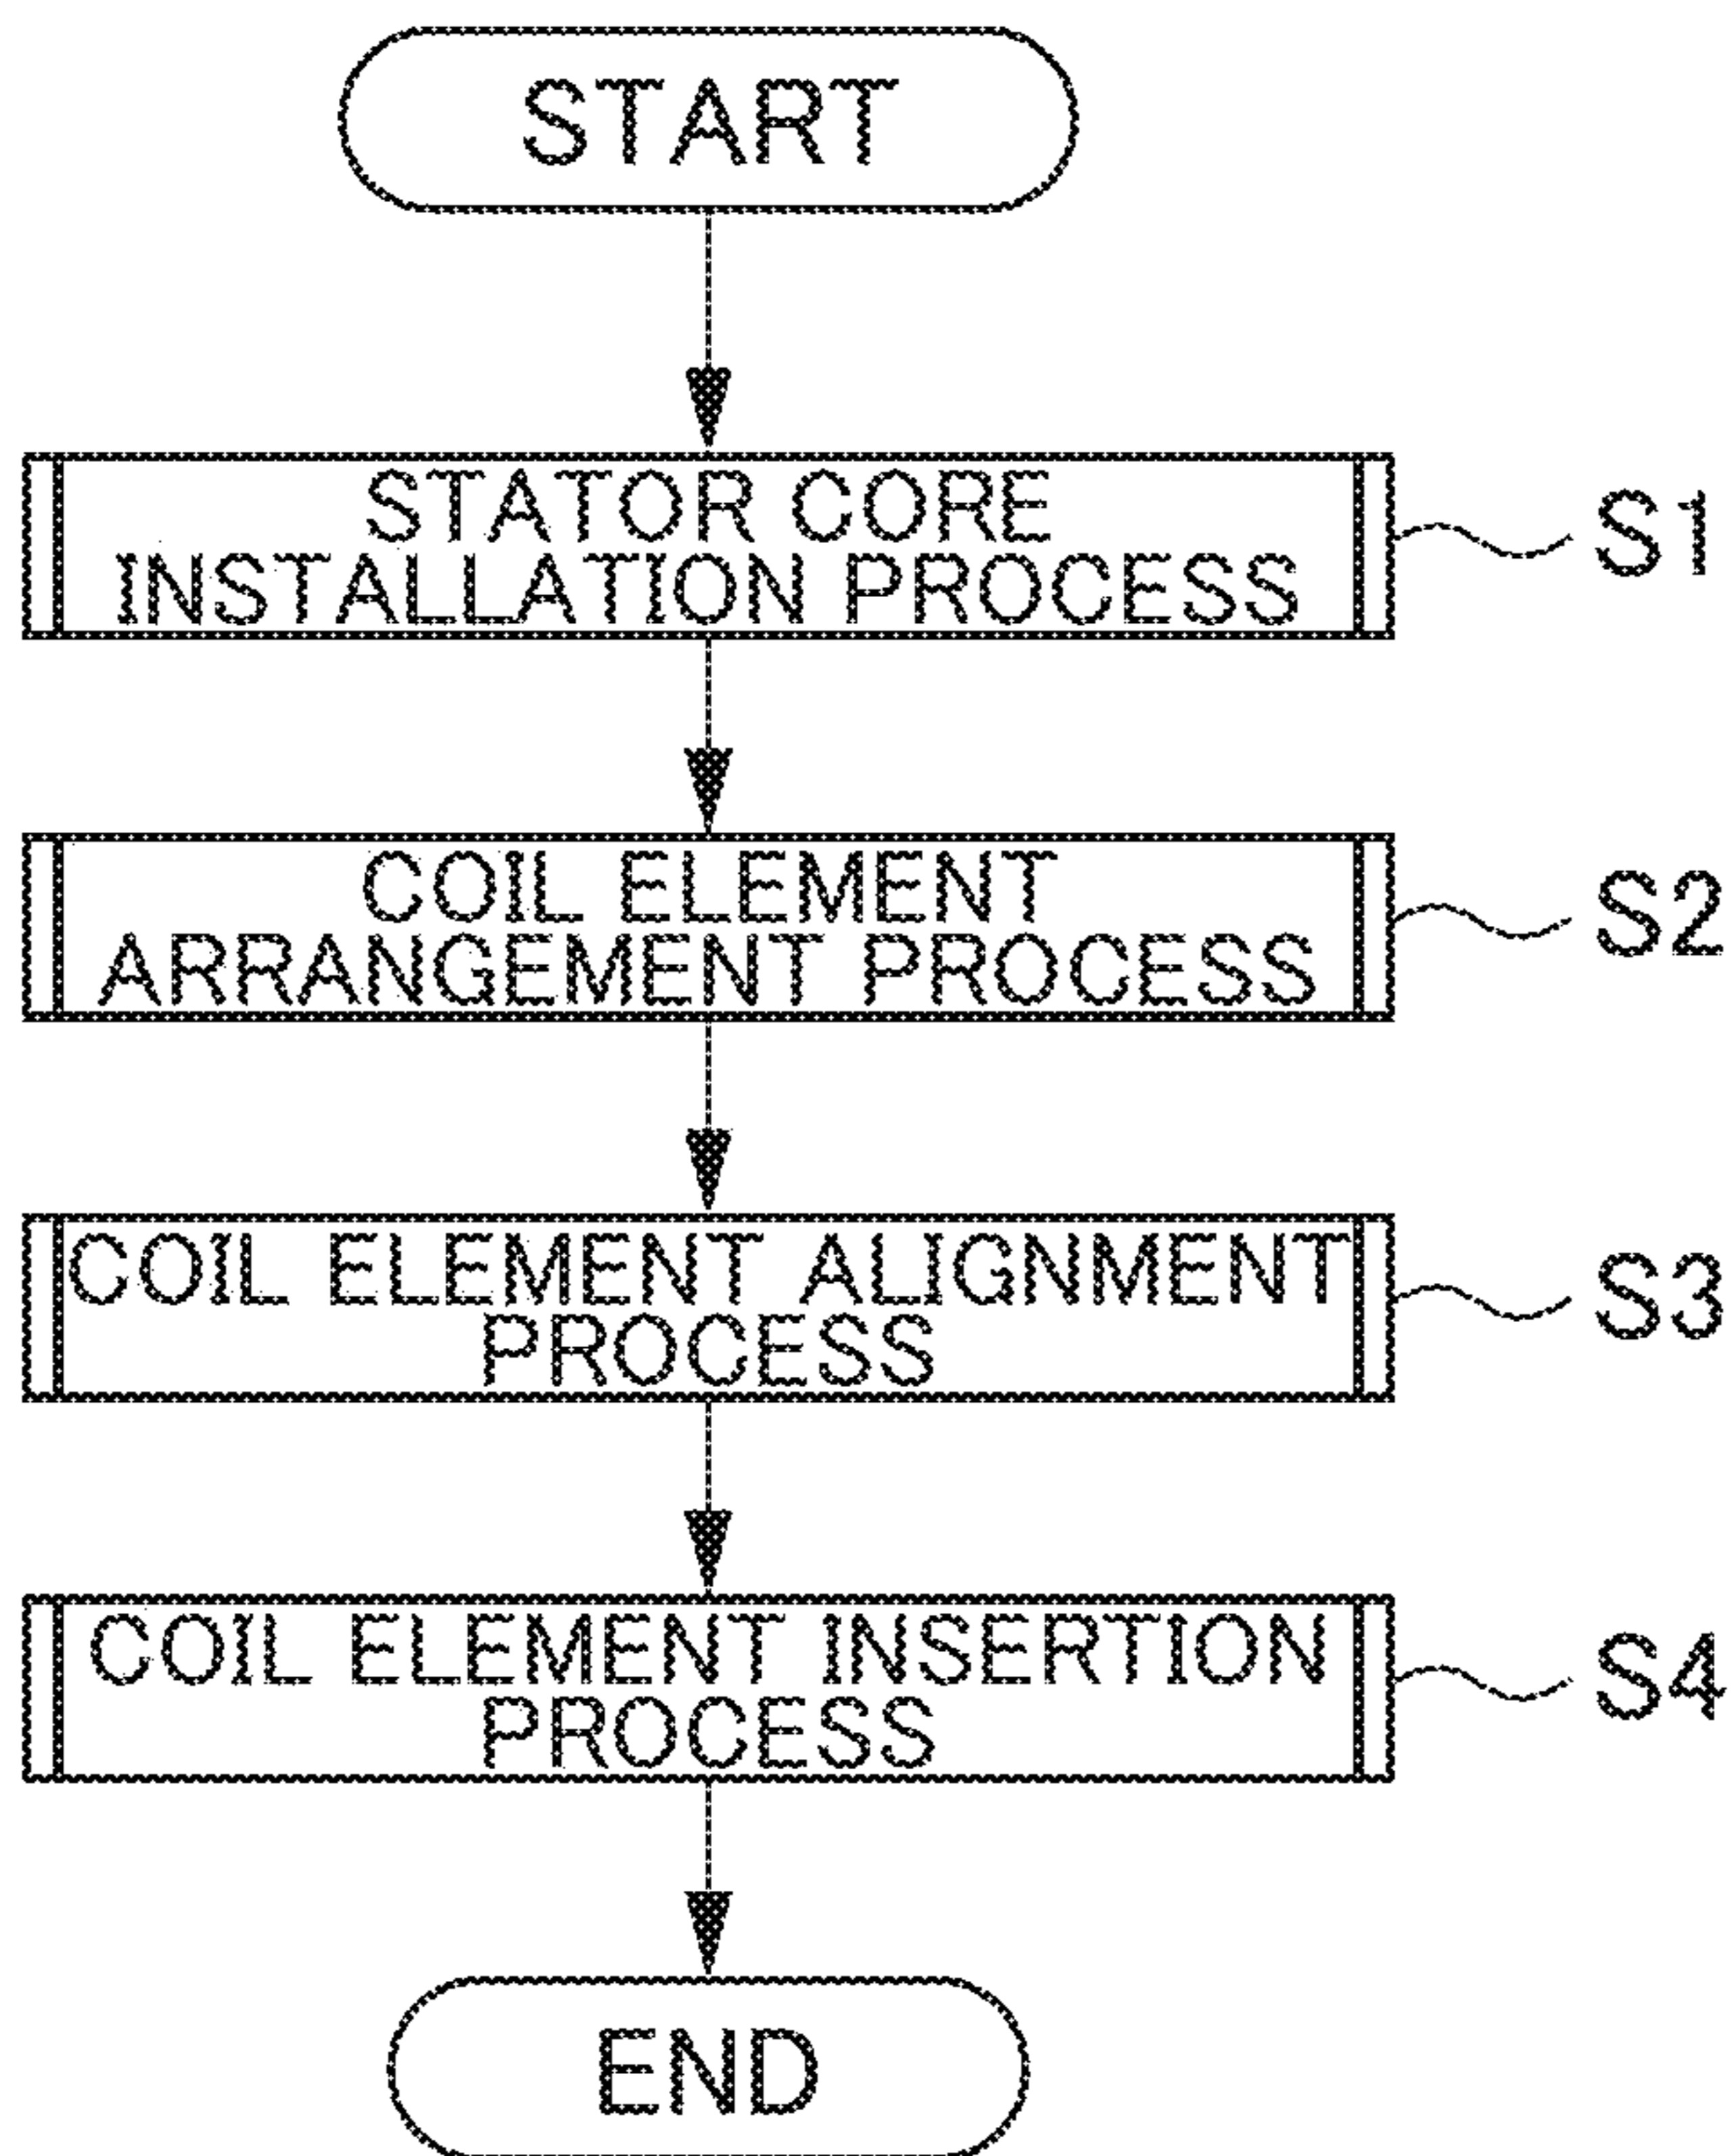 START
STATOR CORE
INSTALLATION PROCESS
S1
COIL ELEMENT
ARRANGEMENT PROCESS
S2
COIL ELEMENT ALIGNMENT
PROCESS
S3
COIL ELEMENT INSERTION
PROCESS
S4
END